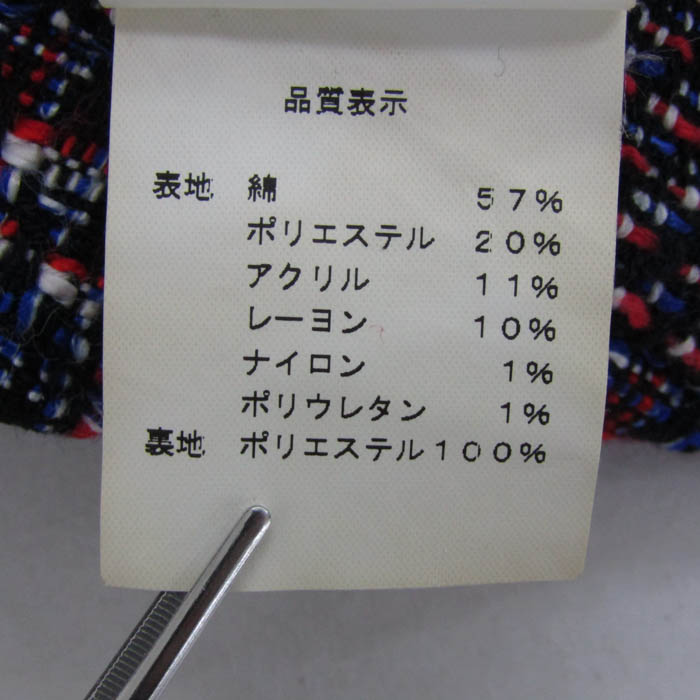 品質表示
表地 綿 57%
ポリエステル 20%
アクリル 11%
レーヨン 10%
ナイロン 1%
ポリウレタン 1%
裏地 ポリエステル100%